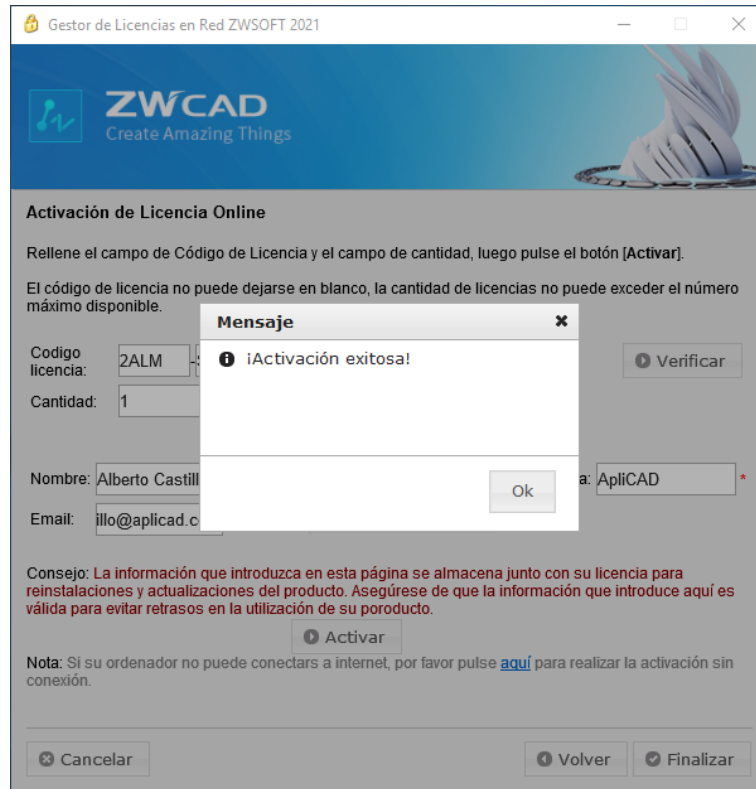 Gestor de Licencias en Red ZWSOFT 2021
ZWCAD
Create Amazing Things
Activación de Licencia Online
Rellene el campo de Código de Licencia y el campo de cantidad, luego pulse el botón [Activar].
El código de licencia no puede dejarse en blanco, la cantidad de licencias no puede exceder el número
máximo disponible.
Mensaje
¡Activación exitosa!
Ok
Codigo
licencia:
2ALM
Verificar
Cantidad:
1
Nombre: Alberto Castill
a: ApliCAD *
Email: illo@aplicad.c
Consejo: La información que introduzca en esta página se almacena junto con su licencia para
reinstalaciones y actualizaciones del producto. Asegúrese de que la información que introduce aquí es
válida para evitar retrasos en la utilización de su poroducto.
Activar
Nota: Si su ordenador no puede conectars a internet, por favor pulse aquí para realizar la activación sin
conexión.
Cancelar
Volver
Finalizar